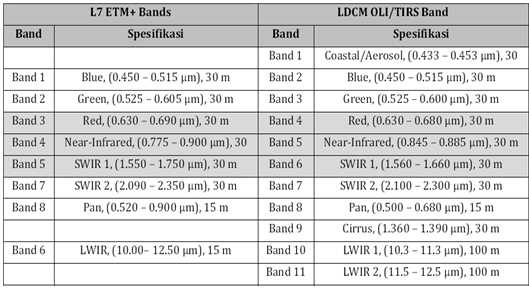 L7 ETM+ Bands LDCM OLI/TIRS Band
Band Spesifikasi Band Spesifikasi
Band 1 Coastal/Aerosol, (0.433 – 0.453 μm), 30
Band 1 Blue, (0.450 – 0.515 μm), 30 m Band 2 Blue, (0.450 – 0.515 μm), 30 m
Band 2 Green, (0.525 – 0.605 μm), 30 m Band 3 Green, (0.525 – 0.600 μm), 30 m
Band 3 Red, (0.630 – 0.690 μm), 30 m Band 4 Red, (0.630 – 0.680 μm), 30 m
Band 4 Near-Infrared, (0.775 – 0.900 μm), 30 Band 5 Near-Infrared, (0.845 – 0.885 μm), 30 m
Band 5 SWIR 1, (1.550 – 1.750 μm), 30 m Band 6 SWIR 1, (1.560 – 1.660 μm), 30 m
Band 7 SWIR 2, (2.090 – 2.350 μm), 30 m Band 7 SWIR 2, (2.100 – 2.300 μm), 30 m
Band 8 Pan, (0.520 – 0.900 μm), 15 m Band 8 Pan, (0.500 – 0.680 μm), 15 m
Band 9 Cirrus, (1.360 – 1.390 μm), 30 m
Band 6 LWIR, (10.00– 12.50 μm), 15 m Band 10 LWIR 1, (10.3 – 11.3 μm), 100 m
Band 11 LWIR 2, (11.5 – 12.5 μm), 100 m